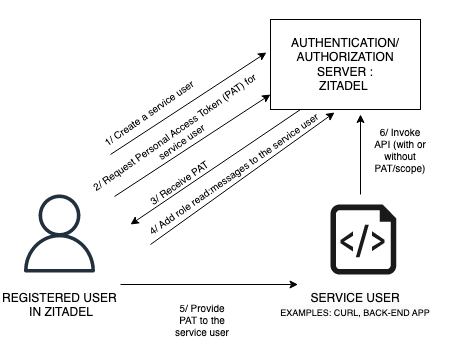 AUTHENTICATION/
AUTHORIZATION
SERVER :
ZITADEL
1/ Create a service user
2/ Request Personal Access Token (PAT) for
service user
3/ Receive PAT
4/ Add role read:messages to the service user
6/ Invoke
API (with or
without
PAT/scope)
</>
REGISTERED USER
IN ZITADEL
5/ Provide
PAT to the
service user
SERVICE USER
EXAMPLES: CURL, BACK-END APP